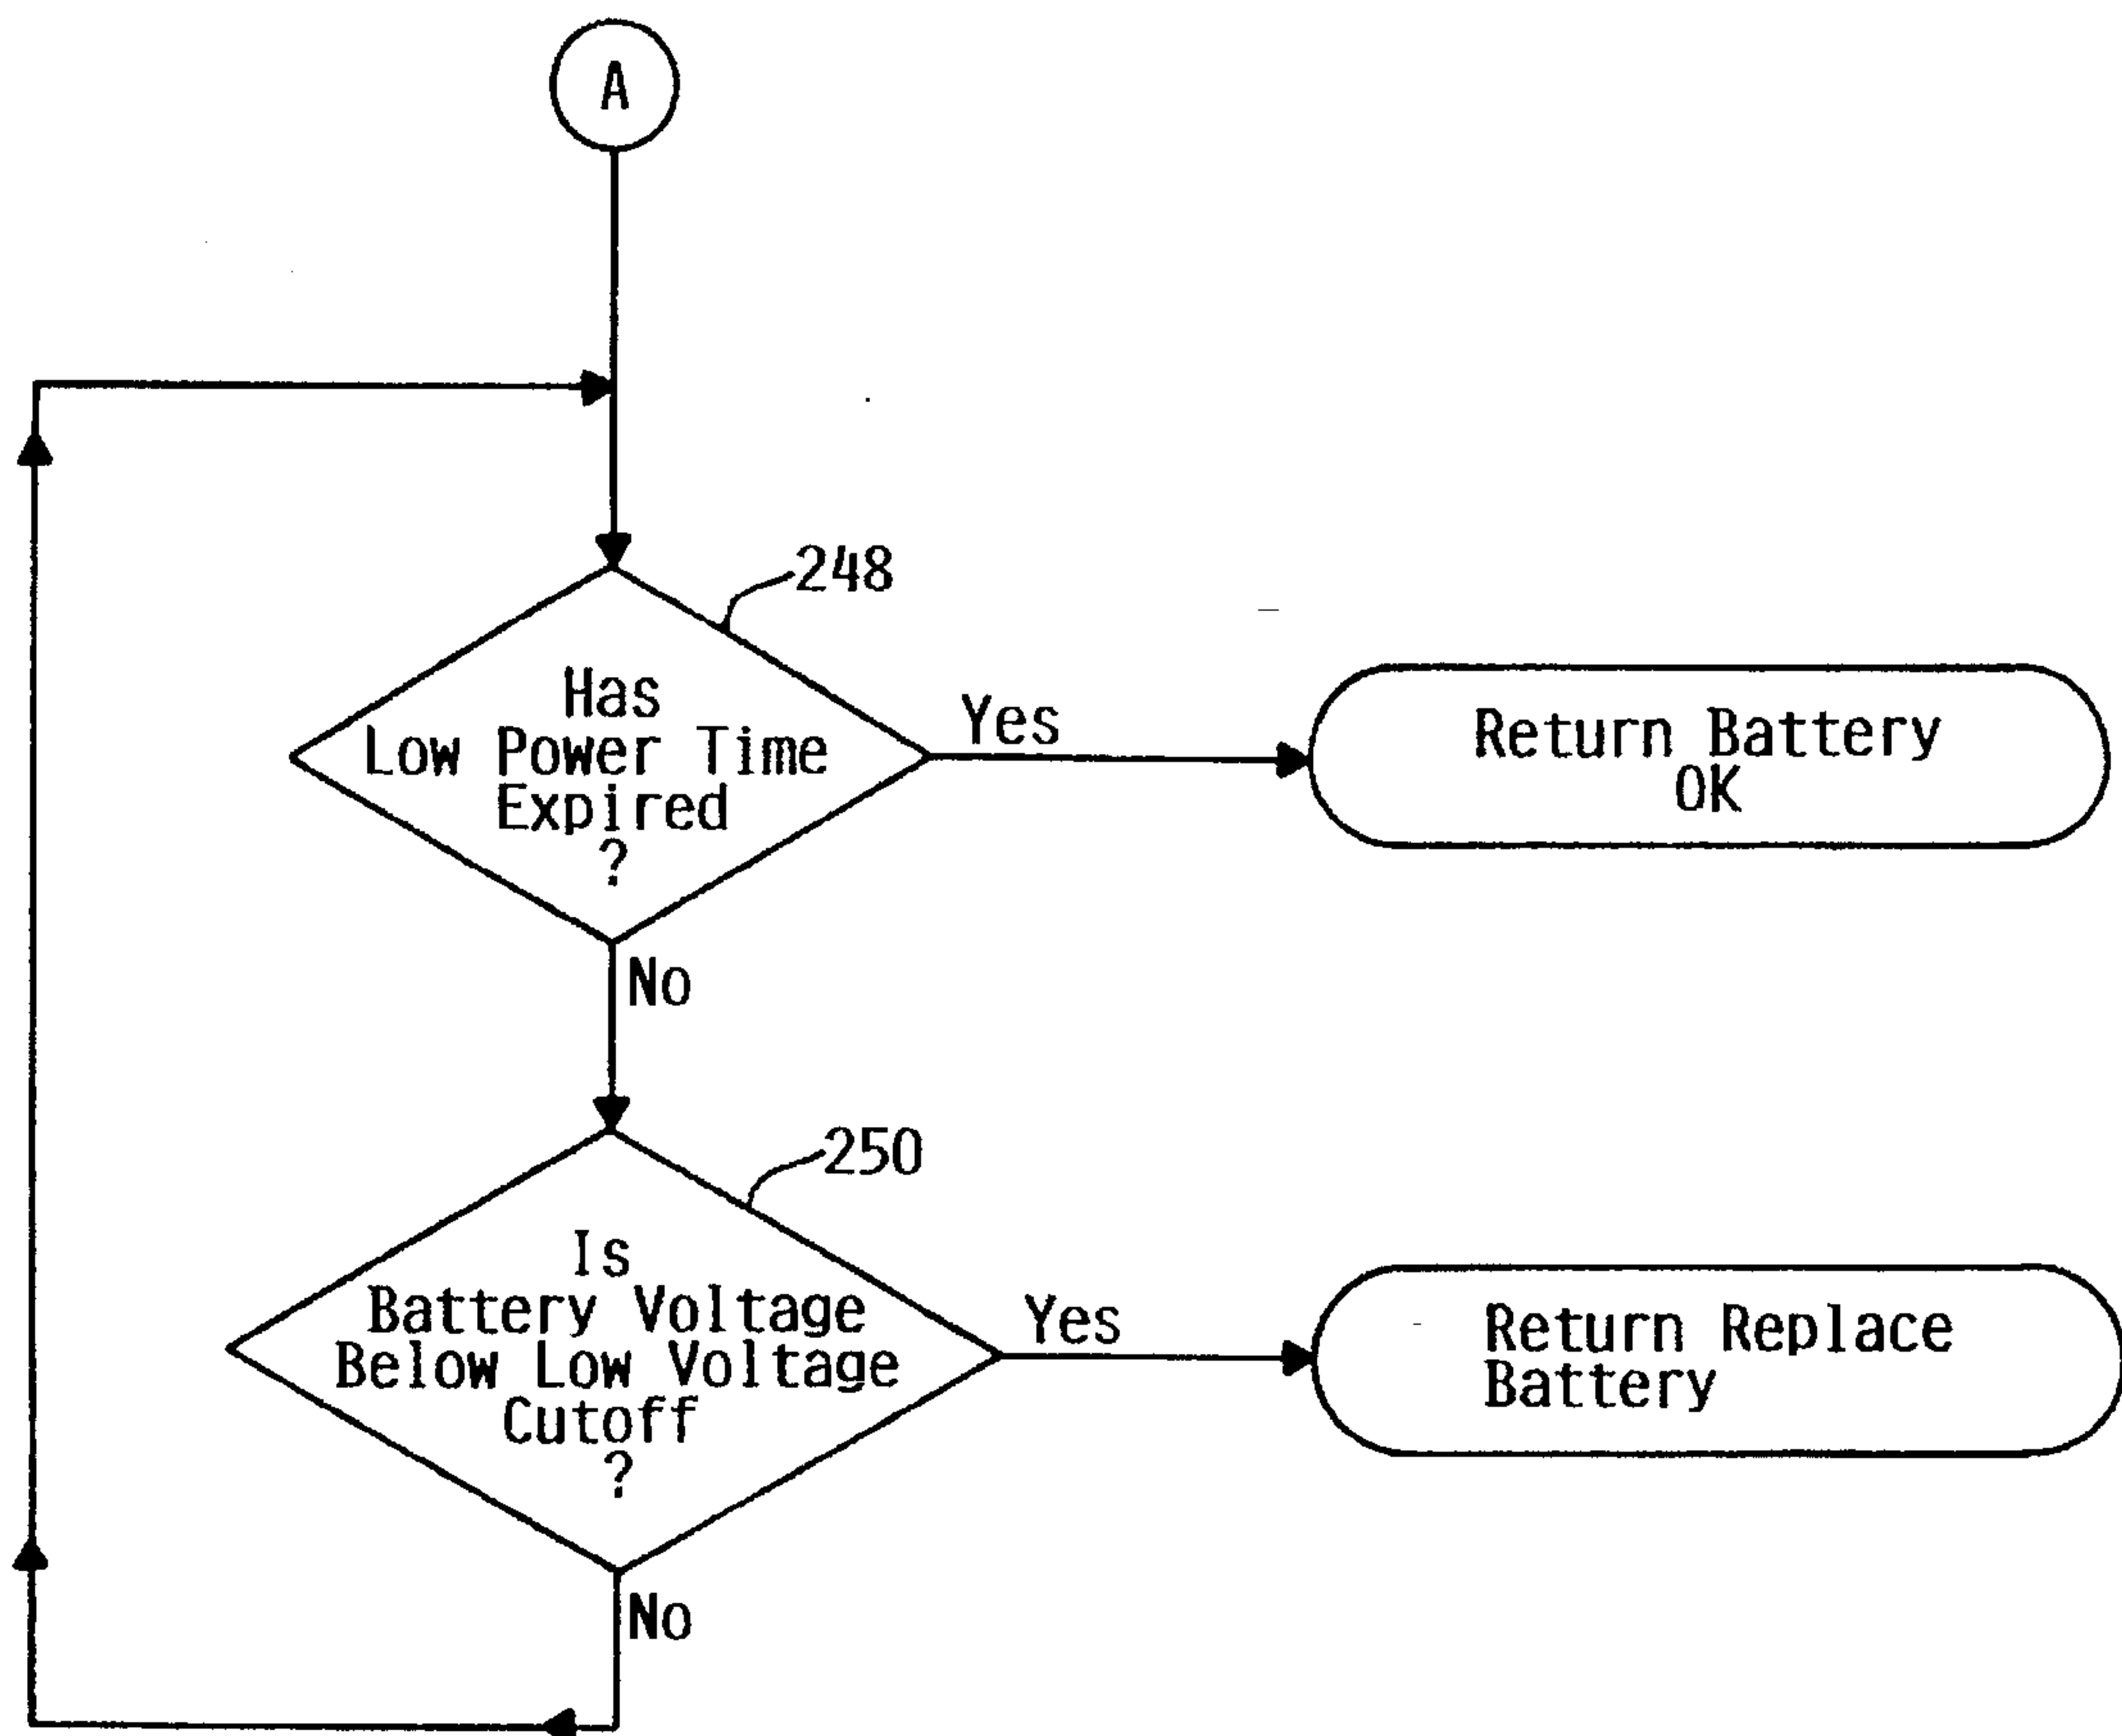 A
248
Has
Low Power Time
Expired
?
Yes
Return Battery
OK
No
250
Is
Battery Voltage
Below Low Voltage
Cutoff
?
Yes
Return Replace
Battery
No